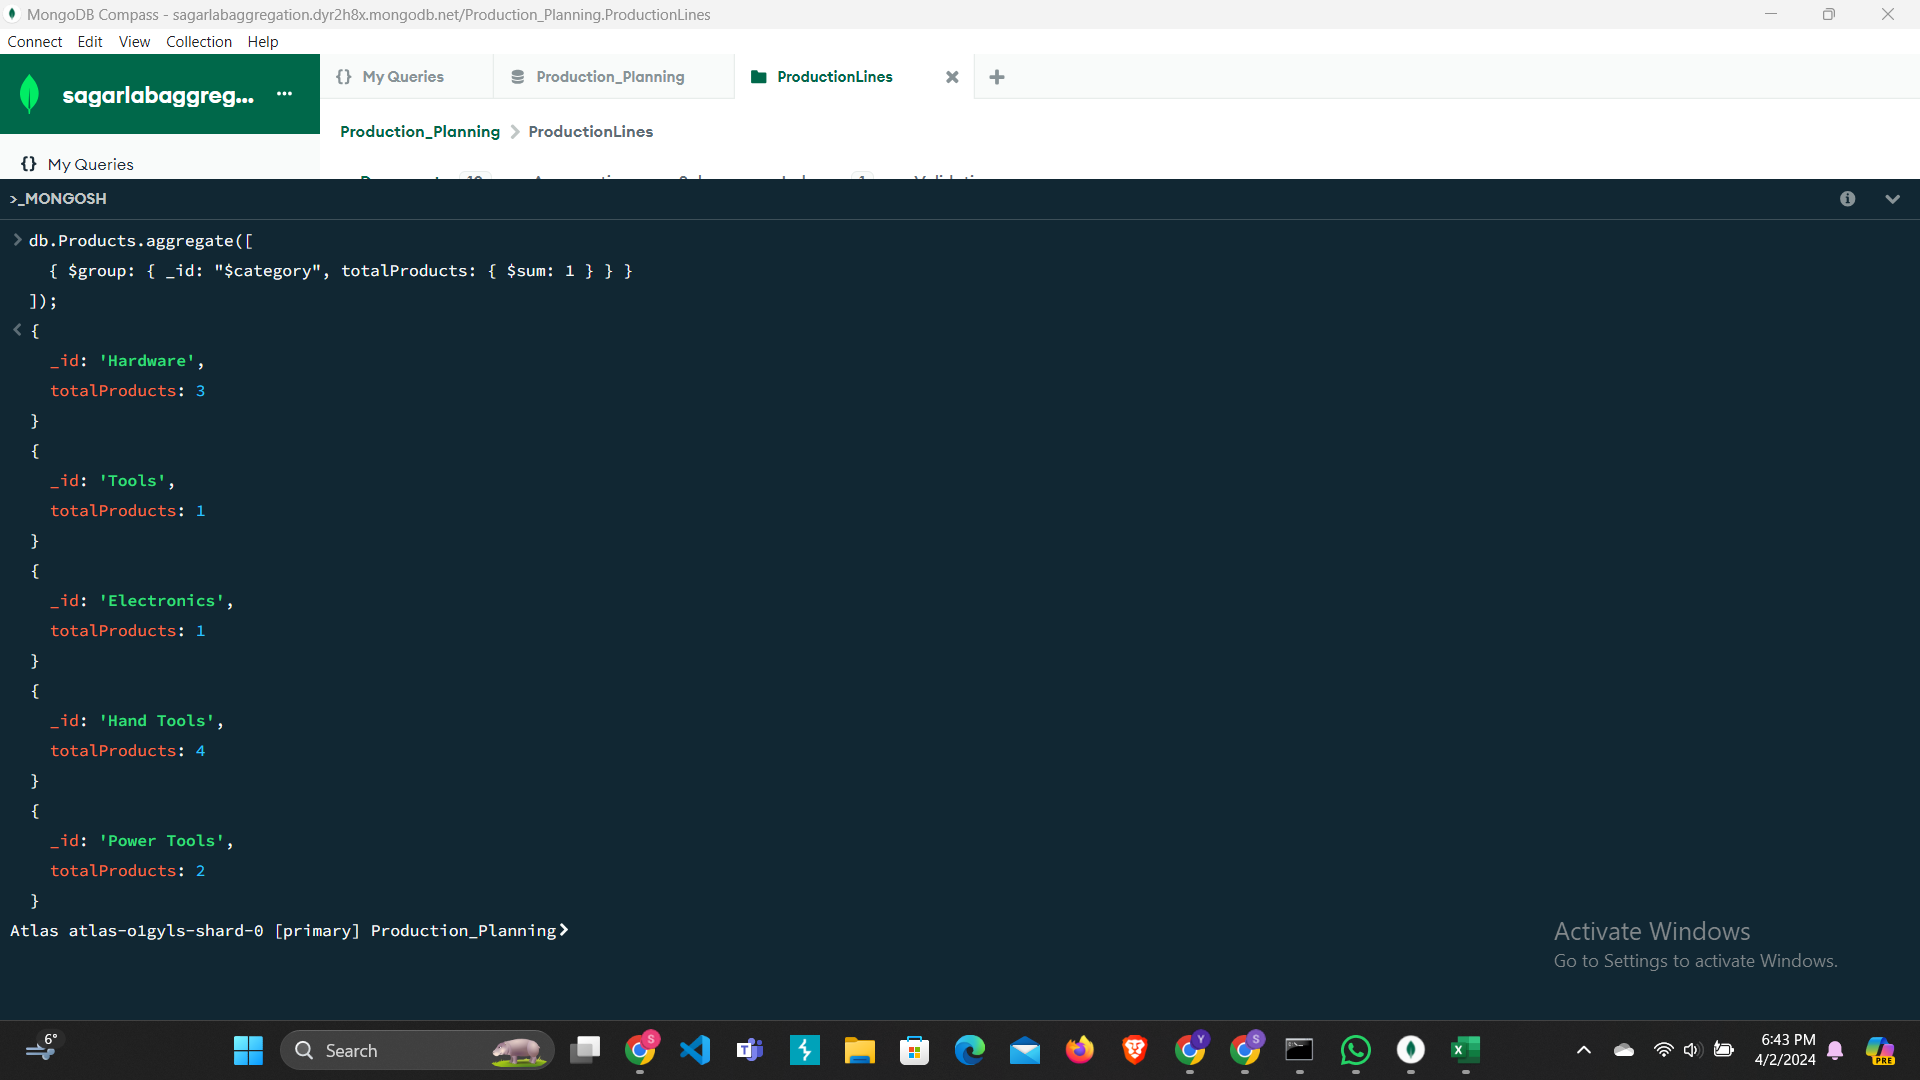 MongoDB Compass - sagarlabaggregation.dyr2h8x.mongodb.net/Production_Planning.ProductionLines
Connect Edit View Collection Help
sagarlabaggreg... ...
{} My Queries
Production_Planning
ProductionLines
Production_Planning > ProductionLines
{} My Queries
>_MONGOSH
> db.Products.aggregate([
{ $group: { _id: "$category", totalProducts: { $sum: 1 } } }
]);
< {
_id: 'Hardware',
totalProducts: 3
}
{
_id: 'Tools',
totalProducts: 1
}
{
_id: 'Electronics',
totalProducts: 1
}
{
_id: 'Hand Tools',
totalProducts: 4
}
{
_id: 'Power Tools',
totalProducts: 2
}
Atlas atlas-o1gyls-shard-0 [primary] Production_Planning>
Activate Windows
Go to Settings to activate Windows.
6°
Search
S
Y
S
6:43 PM
4/2/2024
PRE